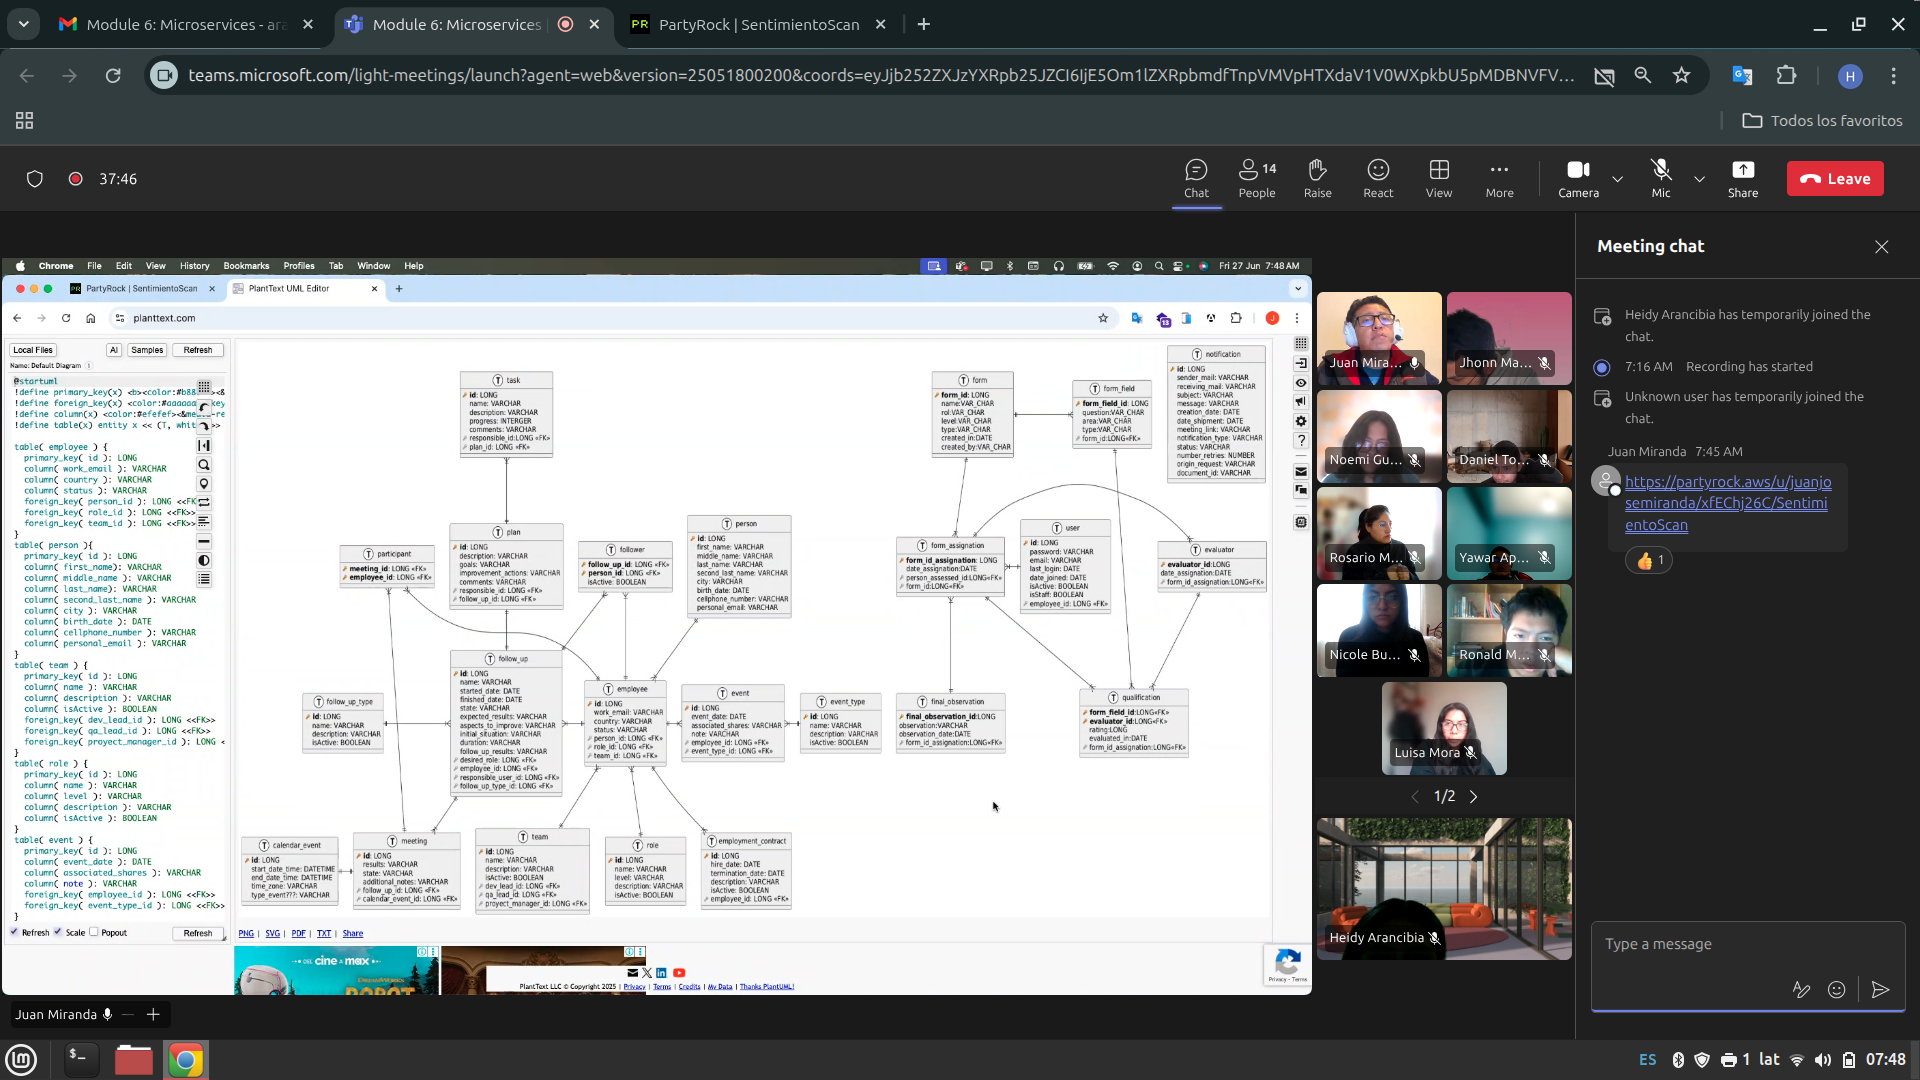 Module 6: Microservices - ara
Module 6: Microservices
PartyRock | SentimientoScan
teams.microsoft.com/light-meetings/launch?agent=web&version=25051800200&coords=eyJjb252ZXJzYXRpb25JZCI6IjE5Om1lZXRpbmdfTnpVMVpHTXdaV1V0WXpkbU5pMDBNVFV...
H
Todos los favoritos
37:46
Chat
14
People
Raise
React
View
More
Camera
Mic
Share
Leave
Chrome File Edit View History Bookmarks Profiles Tab Window Help
Fri 27 Jun 7:48 AM
PartyRock | SentimientoScan
PlantText UML Editor
planttext.com
Local Files
AI
Samples
Refresh
Name: Default Diagram
@startuml
!define primary_key(x) <b><color:#b88
!define foreign_key(x) <color:#aaaaaa
!define column(x) <color:#efefef><&media-re
!define table(x) entity x << (T, whit
table( employee ) {
primary_key( id ): LONG
column( work_email ): VARCHAR
column( country ): VARCHAR
column( status ): VARCHAR
foreign_key( person_id ): LONG <<FK>
foreign_key( role_id ): LONG <<FK>>
foreign_key( team_id ): LONG <<FK>>
}
table( person ){
primary_key( id ): LONG
column( first_name): VARCHAR
column( middle_name ): VARCHAR
column( last_name): VARCHAR
column( second_last_name ): VARCHAR
column( city ): VARCHAR
column( birth_date ): DATE
column( cellphone_number ): VARCHAR
column( personal_email ): VARCHAR
}
table( team ) {
primary_key( id ): LONG
column( name ): VARCHAR
column( description ): VARCHAR
column( isActive ): BOOLEAN
foreign_key( dev_lead_id ): LONG <<FK>>
foreign_key( qa_lead_id ): LONG <<FK>>
foreign_key( proyect_manager_id ): LONG <
}
table( role ) {
primary_key( id ): LONG
column( name ): VARCHAR
column( level ): VARCHAR
column( description ): VARCHAR
column( isActive ): BOOLEAN
}
table( event ) {
primary_key( id ): LONG
column( event_date ): DATE
column( associated_shares ): VARCHAR
column( note ): VARCHAR
foreign_key( employee_id ): LONG <<FK>>
foreign_key( event_type_id ): LONG <<FK>>
}
Refresh
Scale
Popout
Refresh
T task
id: LONG
name: VARCHAR
description: VARCHAR
progress: INTERGER
comments: VARCHAR
responsible_id:LONG «FK»
plan_id: LONG «FK»
T form
form_id: LONG
name:VAR_CHAR
rol:VAR_CHAR
level:VAR_CHAR
type:VAR_CHAR
created_in:DATE
created_by:VAR_CHAR
T form_field
form_field_id: LONG
question:VAR_CHAR
area:VAR_CHAR
type:VAR_CHAR
form_id:LONG«FK»
T notification
id: LONG
sender_mail: VARCHAR
receiving_mail: VARCHAR
subject: VARCHAR
message: VARCHAR
creation_date: DATE
date_shipment: DATE
meeting_link: VARCHAR
notification_type: VARCHAR
status: VARCHAR
number_retries: NUMBER
origin_request: VARCHAR
document_id: VARCHAR
T participant
meeting_id: LONG «FK»
employee_id: LONG «FK»
T plan
id: LONG
description: VARCHAR
goals: VARCHAR
improvement_actions: VARCHAR
comments: VARCHAR
responsible_id: LONG «FK»
follow_up_id: LONG «FK»
T follower
follow_up_id: LONG «FK»
person_id: LONG «FK»
isActive: BOOLEAN
T person
id: LONG
first_name: VARCHAR
middle_name: VARCHAR
last_name: VARCHAR
second_last_name: VARCHAR
city: VARCHAR
birth_date: DATE
cellphone_number: VARCHAR
personal_email: VARCHAR
T form_assignation
form_id_assignation: LONG
date_assignation:DATE
person_assessed_id:LONG«FK»
form_id:LONG«FK»
T user
id: LONG
password: VARCHAR
email: VARCHAR
last_login: DATE
date_joined: DATE
isActive: BOOLEAN
isStaff: BOOLEAN
employee_id: LONG «FK»
T evaluator
evaluator_id:LONG
date_assignation:DATE
form_id_assignation:LONG«FK»
T follow_up_type
id: LONG
name: VARCHAR
description: VARCHAR
isActive: BOOLEAN
T follow_up
id: LONG
name: VARCHAR
started_date: DATE
finished_date: DATE
state: VARCHAR
expected_results: VARCHAR
aspects_to_improve: VARCHAR
initial_situation: VARCHAR
duration: VARCHAR
follow_up_results: VARCHAR
desired_role: LONG «FK»
employee_id: LONG «FK»
responsible_user_id: LONG «FK»
follow_up_type_id: LONG «FK»
T employee
id: LONG
work_email: VARCHAR
country: VARCHAR
status: VARCHAR
person_id: LONG «FK»
role_id: LONG «FK»
team_id: LONG «FK»
T event
id: LONG
event_date: DATE
associated_shares: VARCHAR
note: VARCHAR
employee_id: LONG «FK»
event_type_id: LONG «FK»
T event_type
id: LONG
name: VARCHAR
description: VARCHAR
isActive: BOOLEAN
T final_observation
final_observation_id:LONG
observation:VARCHAR
observation_date:DATE
form_id_assignation:LONG«FK»
T qualification
form_field_id:LONG«FK»
evaluator_id:LONG«FK»
rating:LONG
evaluated_in:DATE
form_id_assignation:LONG«FK»
T calendar_event
id: LONG
start_date_time: DATETIME
end_date_time: DATETIME
time_zone: VARCHAR
type_event???: VARCHAR
T meeting
id: LONG
results: VARCHAR
state: VARCHAR
additional_notes: VARCHAR
follow_up_id: LONG «FK»
calendar_event_id: LONG «FK»
T team
id: LONG
name: VARCHAR
description: VARCHAR
isActive: BOOLEAN
dev_lead_id: LONG «FK»
qa_lead_id: LONG «FK»
proyect_manager_id: LONG «FK»
T role
id: LONG
name: VARCHAR
level: VARCHAR
description: VARCHAR
isActive: BOOLEAN
T employment_contract
id: LONG
hire_date: DATE
termination_date: DATE
description: VARCHAR
isActive: BOOLEAN
employee_id: LONG «FK»
PNG | SVG | PDF | TXT | Share
DEL cine A max
DREAMWORKS
ROBOT
PlantText LLC © Copyright 2025 | Privacy | Terms | Credits | My Data | Thanks PlantUML!
Privacy - Terms
Juan Mira...
Jhonn Ma...
Noemi Gu...
Daniel To...
Rosario M...
Yawar Ap...
Nicole Bu...
Ronald M...
Luisa Mora
1/2
Heidy Arancibia
Juan Miranda
Meeting chat
Heidy Arancibia has temporarily joined the chat.
7:16 AM Recording has started
Unknown user has temporarily joined the chat.
Juan Miranda 7:45 AM
https://partyrock.aws/u/juanjo
semiranda/xfEChj26C/Sentimi
entoScan
👍 1
Type a message
ES
1
lat
07:48